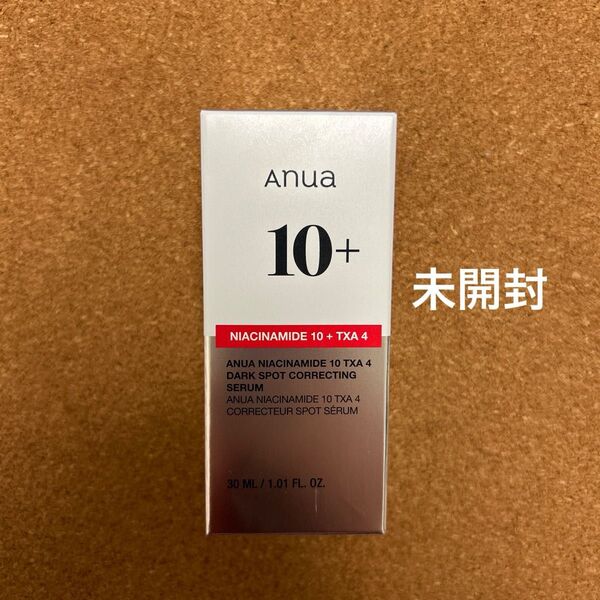 Anua
10+
未開封
NIACINAMIDE 10 + TXA 4
ANUA NIACINAMIDE 10 TXA 4
DARK SPOT CORRECTING
SERUM
ANUA NIACINAMIDE 10 TXA 4
CORRECTEUR SPOT SÉRUM
30 ML / 1.01 FL. OZ.